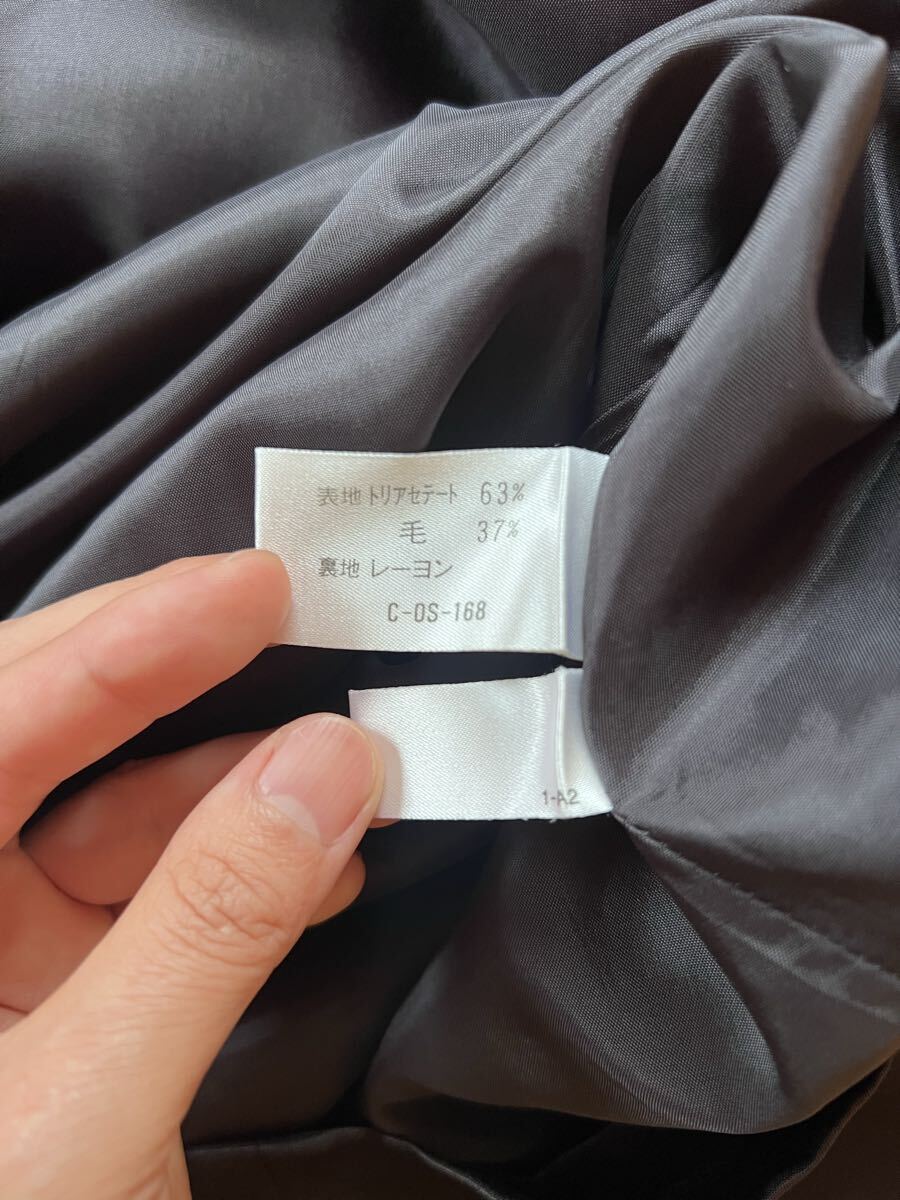 表地 トリアセテート 63%
毛 37%
裏地 レーヨン
C-OS-168
1-A2